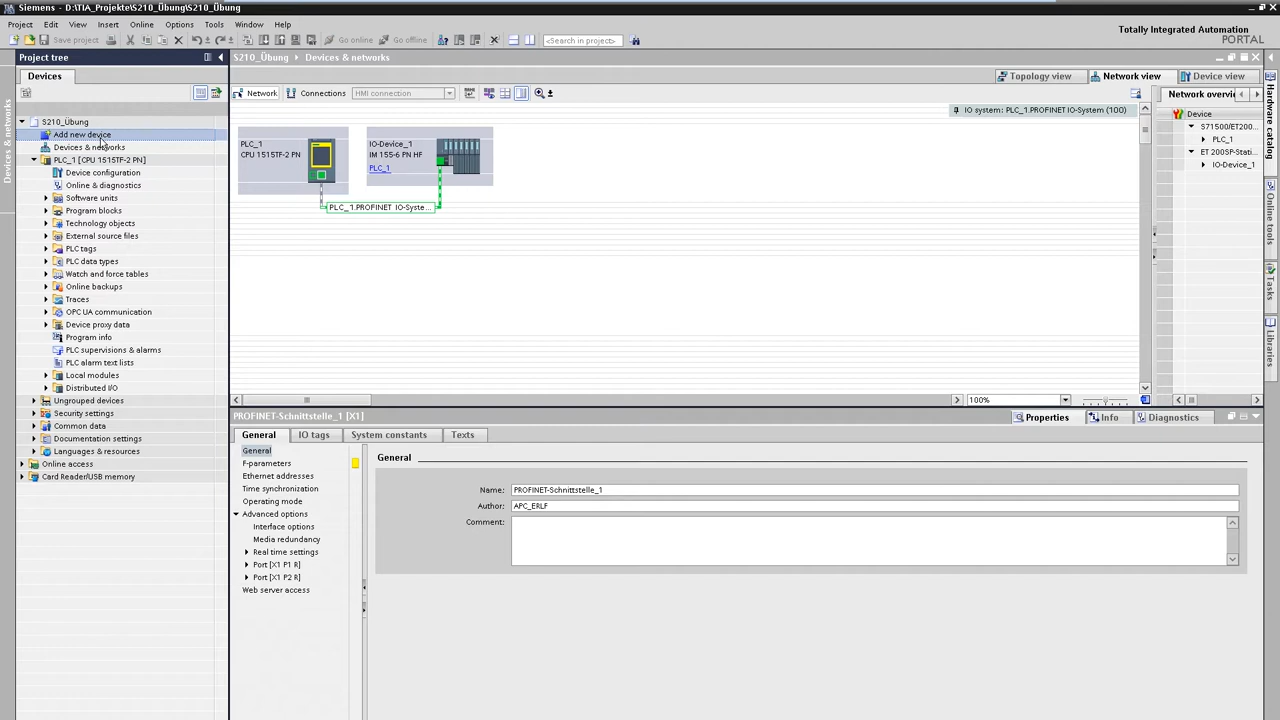 Siemens - D:\TIA_Projekte\S210_Übung\S210_Übung
Project Edit View Insert Online Options Tools Window Help
Totally Integrated Automation
PORTAL
Save project Go online Go offline <Search in project>
Project tree
S210_Übung Devices & networks
Devices
Topology view Network view Device view
Network Connections HMI connection
Network overvie
IO system: PLC_1.PROFINET IO-System (100)
Device
S71500/ET200...
PLC_1
ET 200SP-Stati...
IO-Device_1
PLC_1
CPU 1515TF-2 PN
IO-Device_1
IM 155-6 PN HF
PLC_1
PLC_1.PROFINET IO-Syste...
S210_Übung
Add new device
Devices & networks
PLC_1 [CPU 1515TF-2 PN]
Device configuration
Online & diagnostics
Software units
Program blocks
Technology objects
External source files
PLC tags
PLC data types
Watch and force tables
Online backups
Traces
OPC UA communication
Device proxy data
Program info
PLC supervisions & alarms
PLC alarm text lists
Local modules
Distributed I/O
Ungrouped devices
Security settings
Common data
Documentation settings
Languages & resources
Online access
Card Reader/USB memory
100%
PROFINET-Schnittstelle_1 [X1]
Properties Info Diagnostics
General IO tags System constants Texts
General
F-parameters
Ethernet addresses
Time synchronization
Operating mode
Advanced options
Interface options
Media redundancy
Real time settings
Port [X1 P1 R]
Port [X1 P2 R]
Web server access
General
Name: PROFINET-Schnittstelle_1
Author: APC_ERLF
Comment:
Devices & networks
Hardware catalog
Online tools
Tasks
Libraries